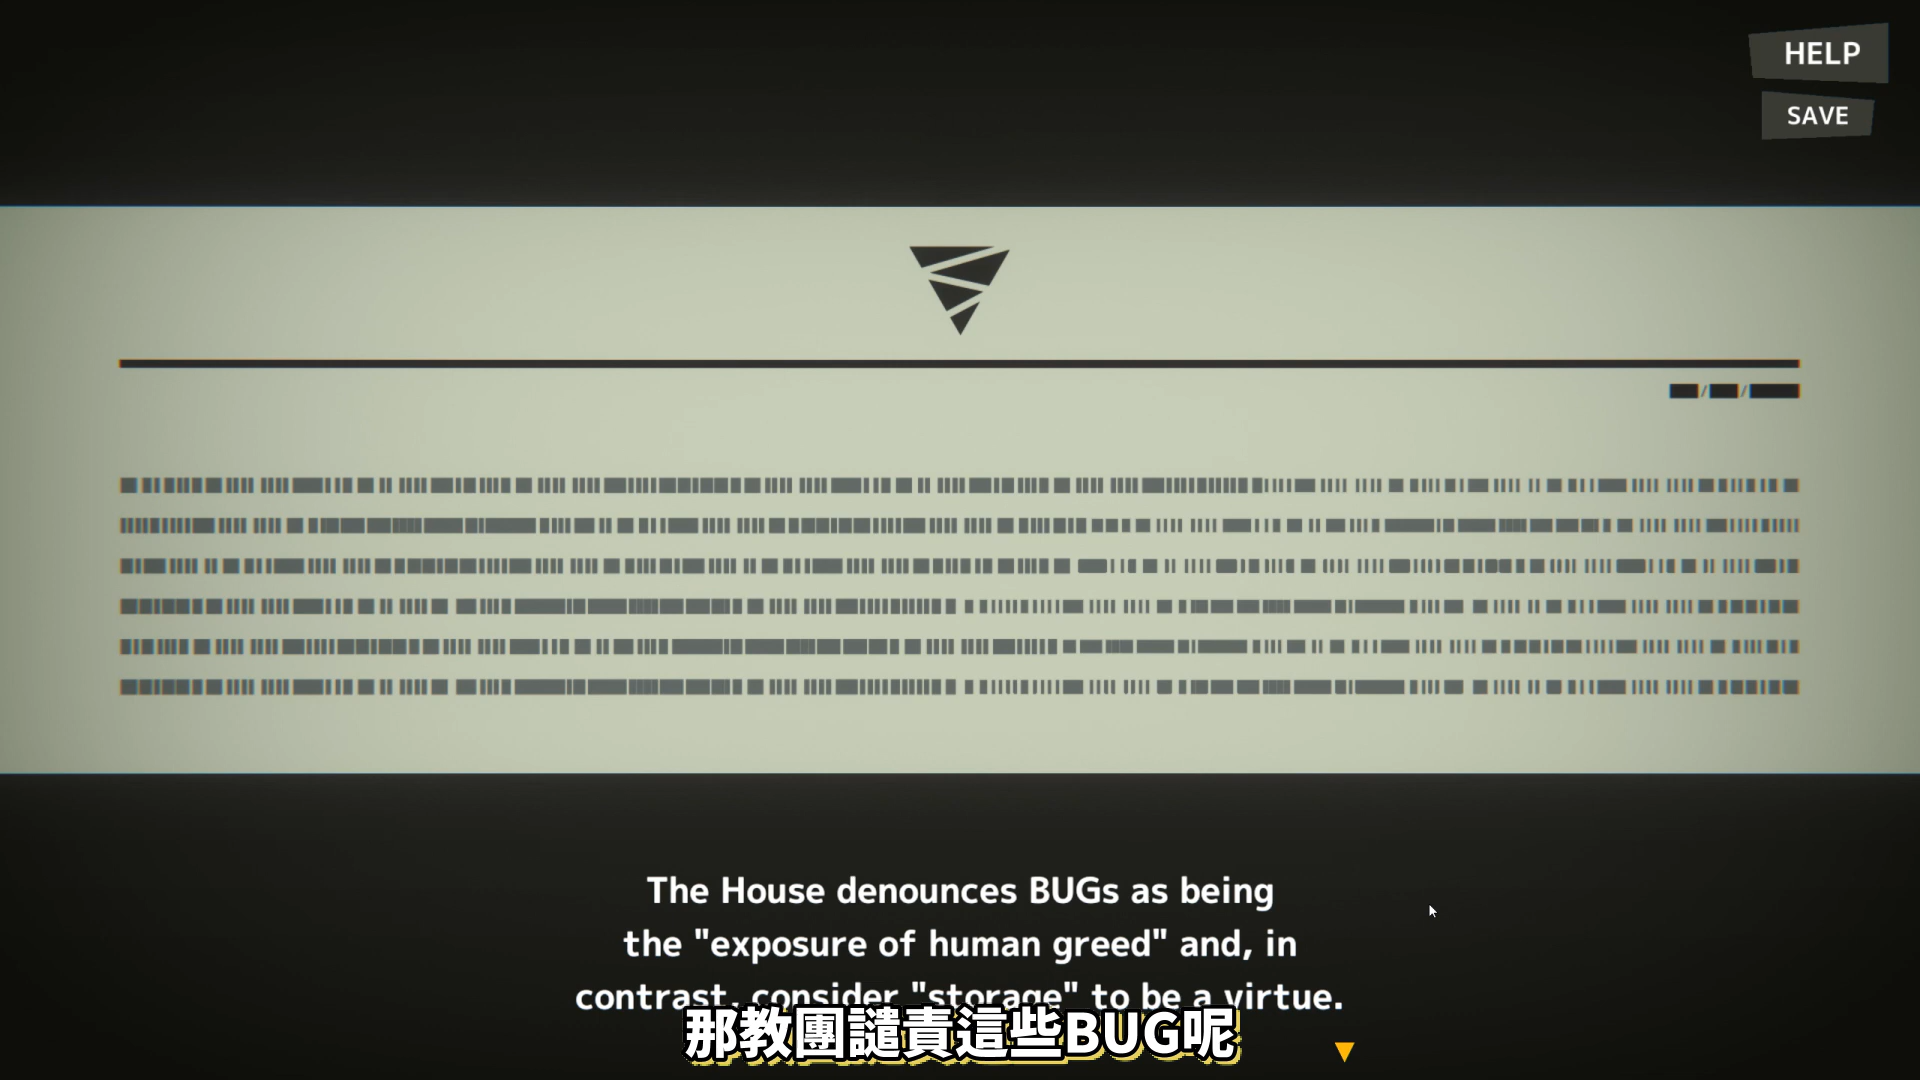 HELP
SAVE
The House denounces BUGs as being
the "exposure of human greed" and, in
contrast, consider "storage" to be a virtue.
那教團譴責這些BUG呢